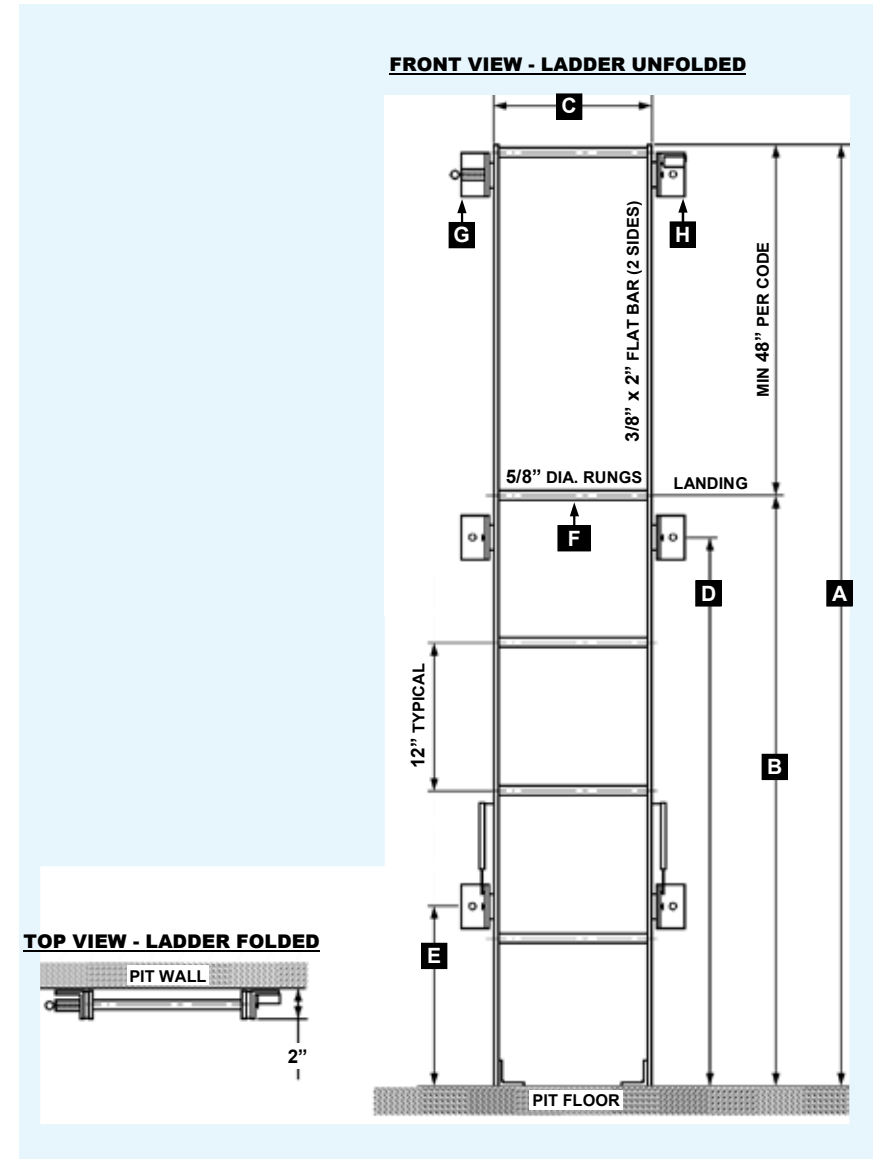 FRONT VIEW - LADDER UNFOLDED
C
G
H
3/8” x 2” FLAT BAR (2 SIDES)
MIN 48” PER CODE
5/8” DIA. RUNGS
LANDING
F
D
A
12” TYPICAL
B
E
TOP VIEW - LADDER FOLDED
PIT WALL
2”
PIT FLOOR